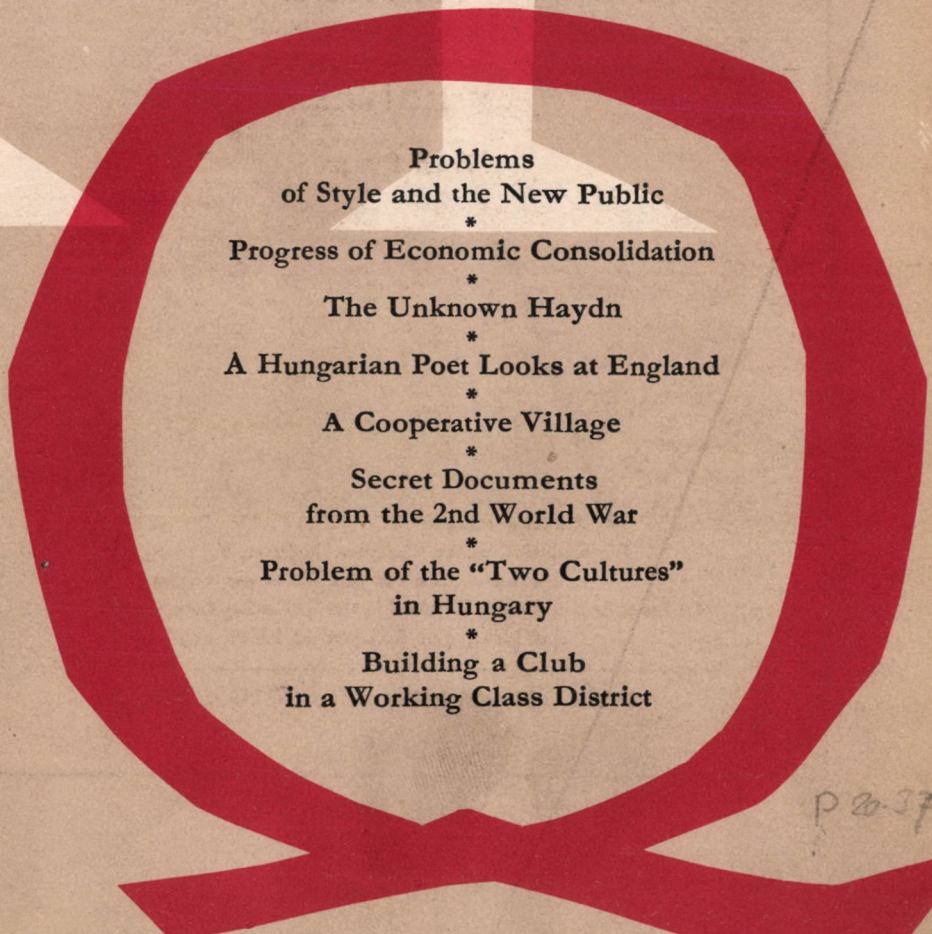 Problems
of Style and the New Public
*
Progress of Economic Consolidation
*
The Unknown Haydn
*
A Hungarian Poet Looks at England
*
A Cooperative Village
*
Secret Documents
from the 2nd World War
*
Problem of the “Two Cultures”
in Hungary
*
Building a Club
in a Working Class District
p 20-37